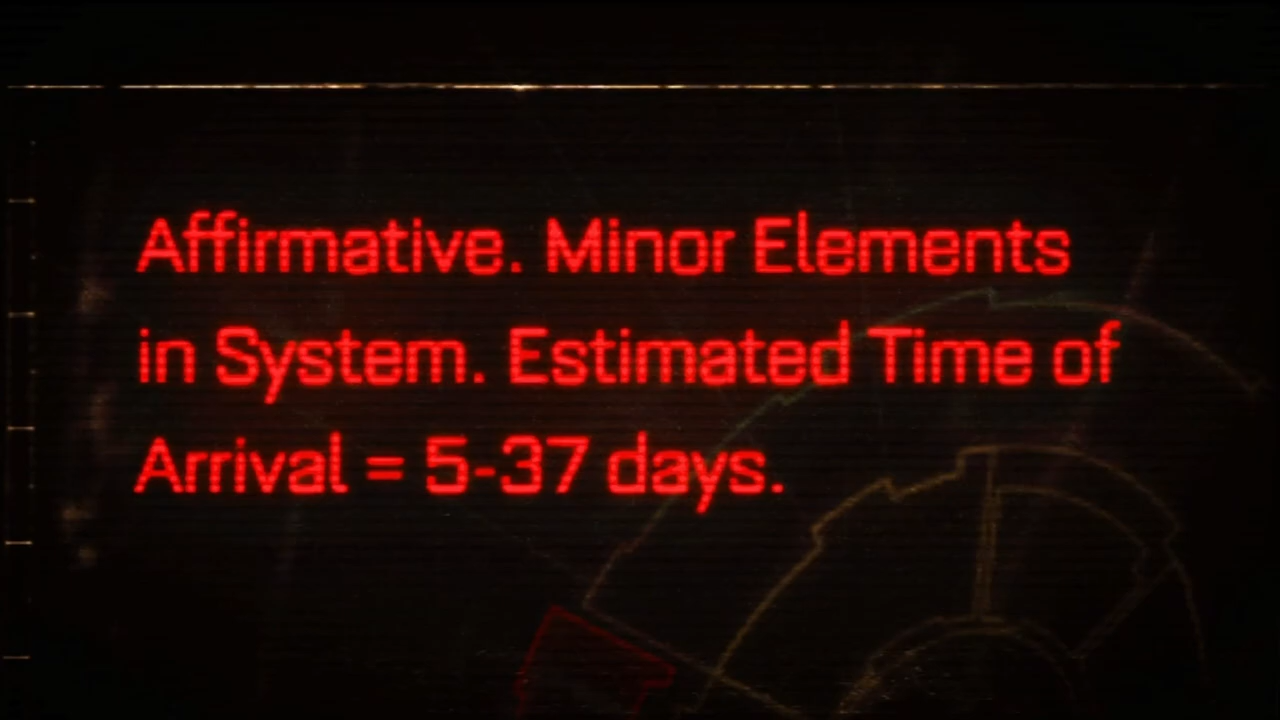 Affirmative. Minor Elements
in System. Estimated Time of
Arrival = 5-37 days.